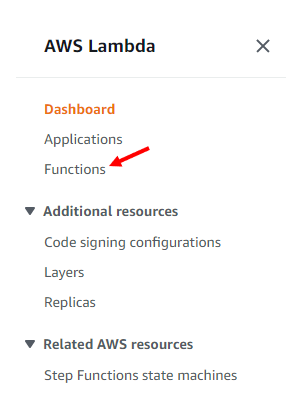 AWS Lambda
Dashboard
Applications
Functions
Additional resources
Code signing configurations
Layers
Replicas
Related AWS resources
Step Functions state machines